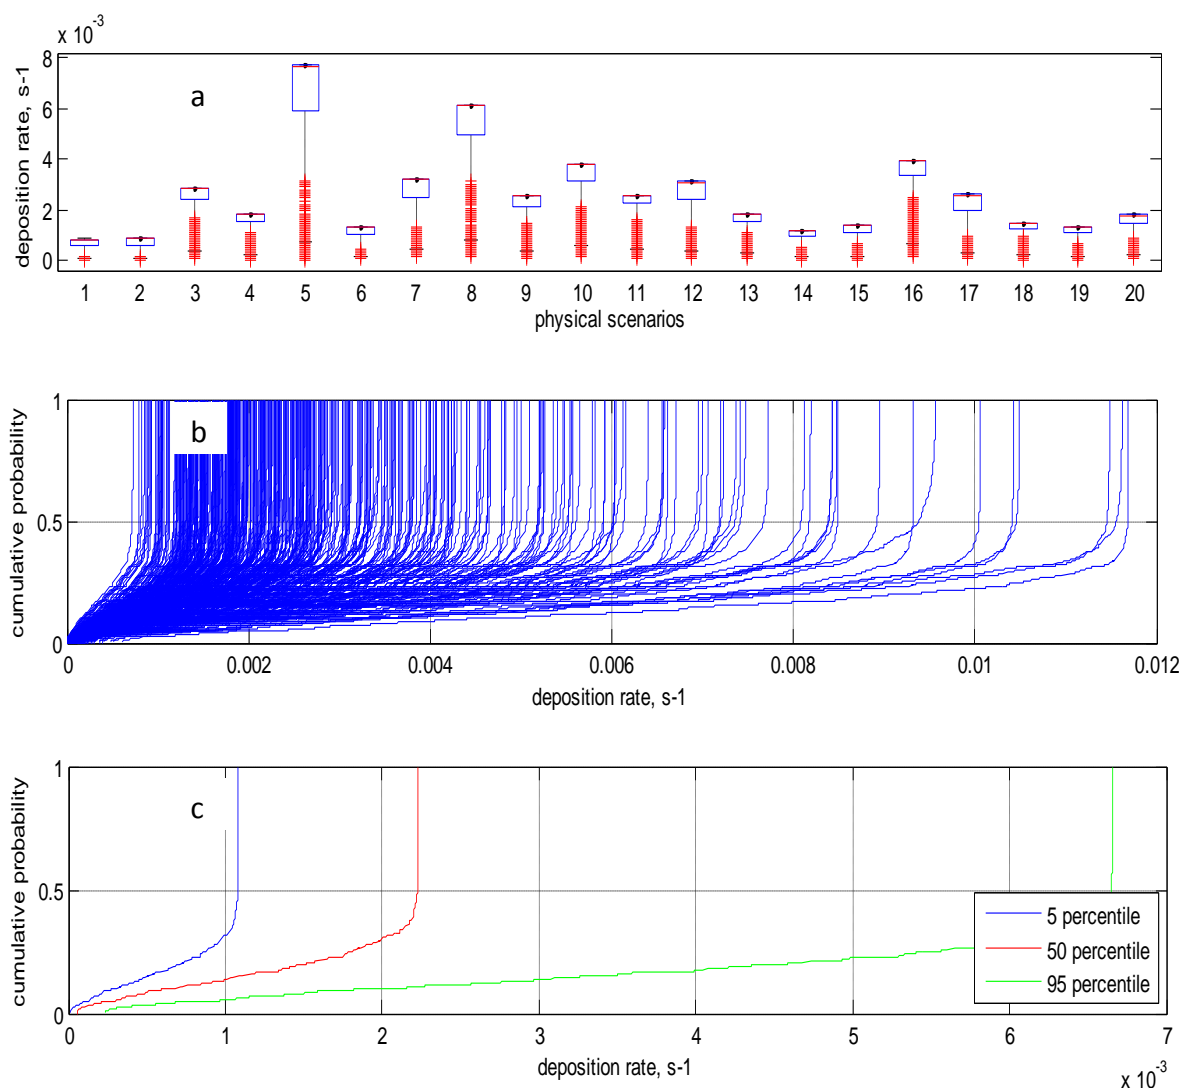 x 10^-3
deposition rate, s-1
8
6
4
2
0
a
1 2 3 4 5 6 7 8 9 10 11 12 13 14 15 16 17 18 19 20
physical scenarios
cumulative probability
1
0.5
0
b
0 0.002 0.004 0.006 0.008 0.01 0.012
deposition rate, s-1
cumulative probability
1
0.5
0
c
5 percentile
50 percentile
95 percentile
0 1 2 3 4 5 6 7
deposition rate, s-1
x 10^-3